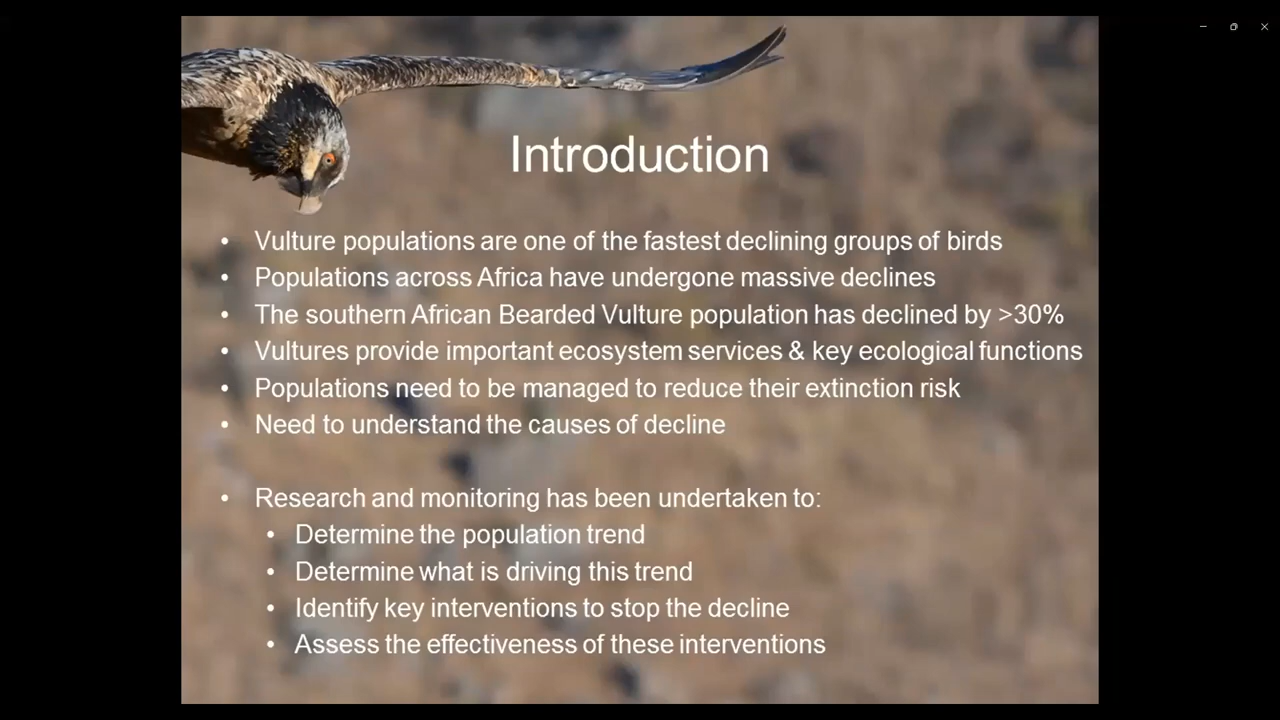 Introduction
• Vulture populations are one of the fastest declining groups of birds
• Populations across Africa have undergone massive declines
• The southern African Bearded Vulture population has declined by >30%
• Vultures provide important ecosystem services & key ecological functions
• Populations need to be managed to reduce their extinction risk
• Need to understand the causes of decline
• Research and monitoring has been undertaken to:
• Determine the population trend
• Determine what is driving this trend
• Identify key interventions to stop the decline
• Assess the effectiveness of these interventions